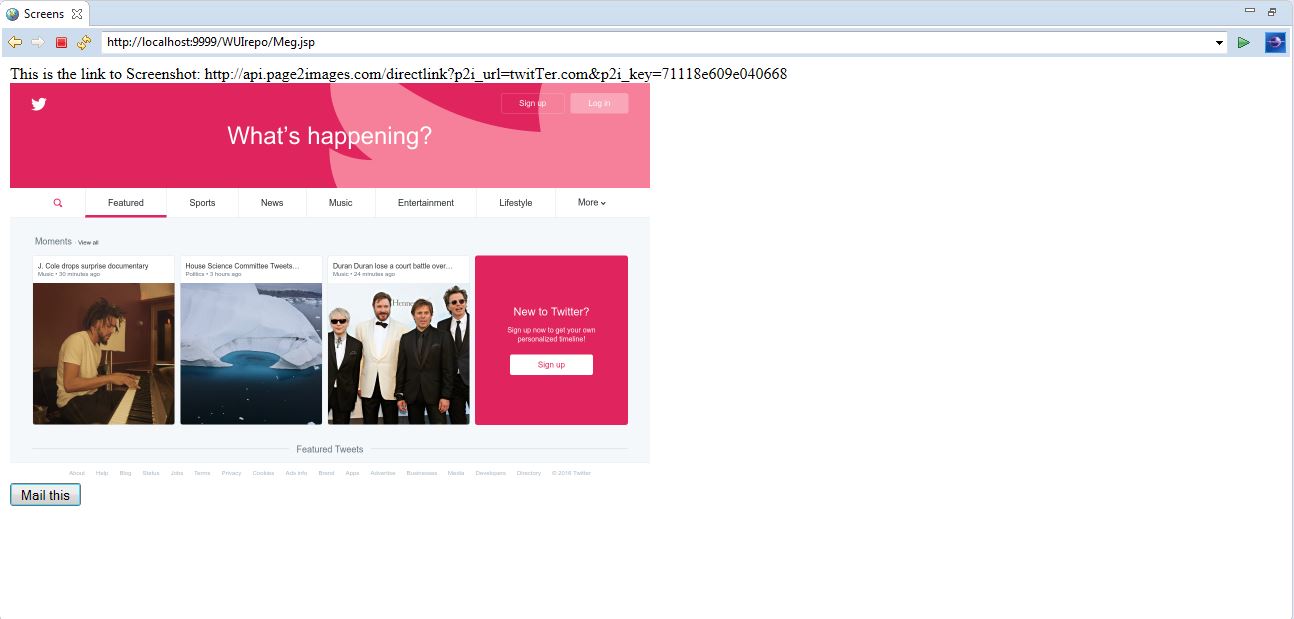 Screens
http://localhost:9999/WUIrepo/Meg.jsp
This is the link to Screenshot: http://api.page2images.com/directlink?p2i_url=twitTer.com&p2i_key=71118e609e040668
Sign up Log in
What's happening?
Featured Sports News Music Entertainment Lifestyle More
Moments · View all
J. Cole drops surprise documentary
Music • 30 minutes ago
House Science Committee Tweets…
Politics • 3 hours ago
Duran Duran lose a court battle over…
Music • 24 minutes ago
Henne
New to Twitter?
Sign up now to get your own
personalized timeline!
Sign up
Featured Tweets
About Help Blog Status Jobs Terms Privacy Cookies Ads info Brand Apps Advertise Businesses Media Developers Directory © 2016 Twitter
Mail this